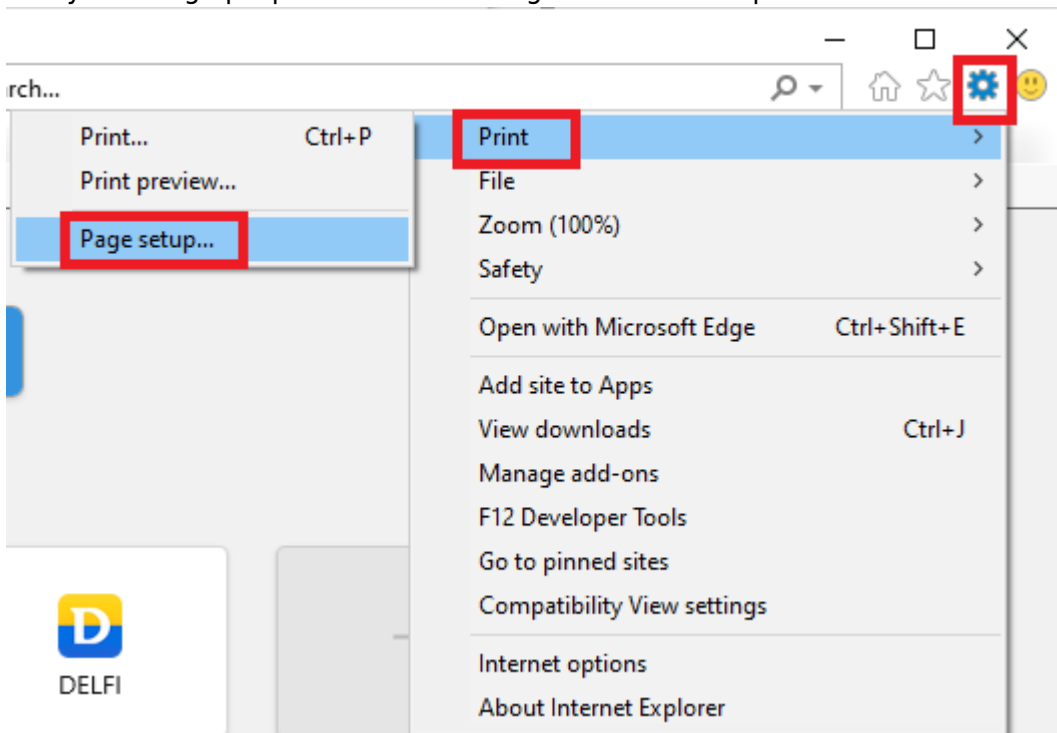 rch...
Print... Ctrl+P
Print preview...
Page setup...
Print
File
Zoom (100%)
Safety
Open with Microsoft Edge Ctrl+Shift+E
Add site to Apps
View downloads Ctrl+J
Manage add-ons
F12 Developer Tools
Go to pinned sites
Compatibility View settings
Internet options
About Internet Explorer
D
DELFI